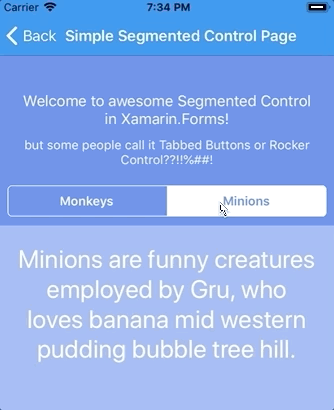 Carrier 7:34 PM
Back Simple Segmented Control Page
Welcome to awesome Segmented Control
in Xamarin.Forms!
but some people call it Tabbed Buttons or Rocker
Control??!!%##!
Monkeys Minions
Minions are funny creatures
employed by Gru, who
loves banana mid western
pudding bubble tree hill.